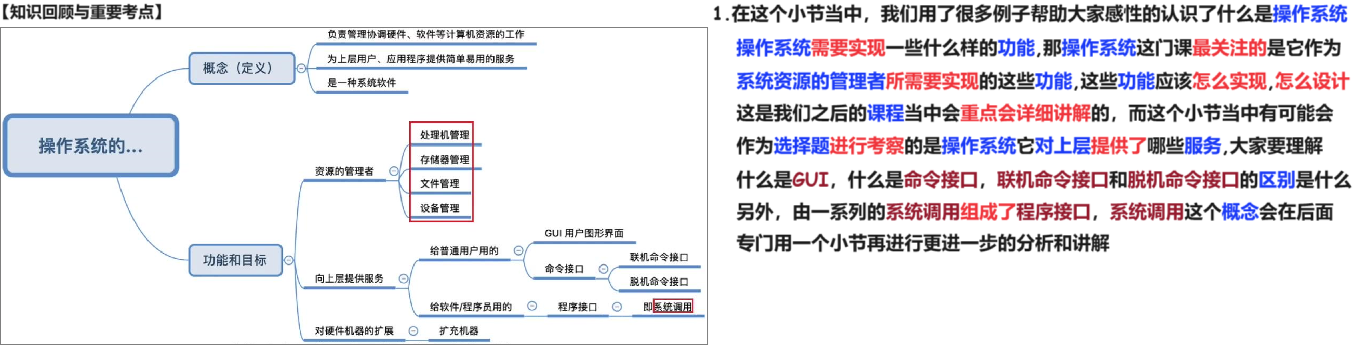 【知识回顾与重要考点】
操作系统的...
概念（定义）
负责管理协调硬件、软件等计算机资源的工作
为上层用户、应用程序提供简单易用的服务
是一种系统软件
功能和目标
资源的管理者
处理机管理
存储器管理
文件管理
设备管理
向上层提供服务
给普通用户用的
GUI 用户图形界面
命令接口
联机命令接口
脱机命令接口
给软件/程序员用的
程序接口
即系统调用
对硬件机器的扩展
扩充机器
1.在这个小节当中，我们用了很多例子帮助大家感性的认识了什么是操作系统
操作系统需要实现一些什么样的功能,那操作系统这门课最关注的是它作为
系统资源的管理者所需要实现的这些功能,这些功能应该怎么实现,怎么设计
这是我们之后的课程当中会重点会详细讲解的，而这个小节当中有可能会
作为选择题进行考察的是操作系统它对上层提供了哪些服务,大家要理解
什么是GUI，什么是命令接口，联机命令接口和脱机命令接口的区别是什么
另外，由一系列的系统调用组成了程序接口，系统调用这个概念会在后面
专门用一个小节再进行更进一步的分析和讲解